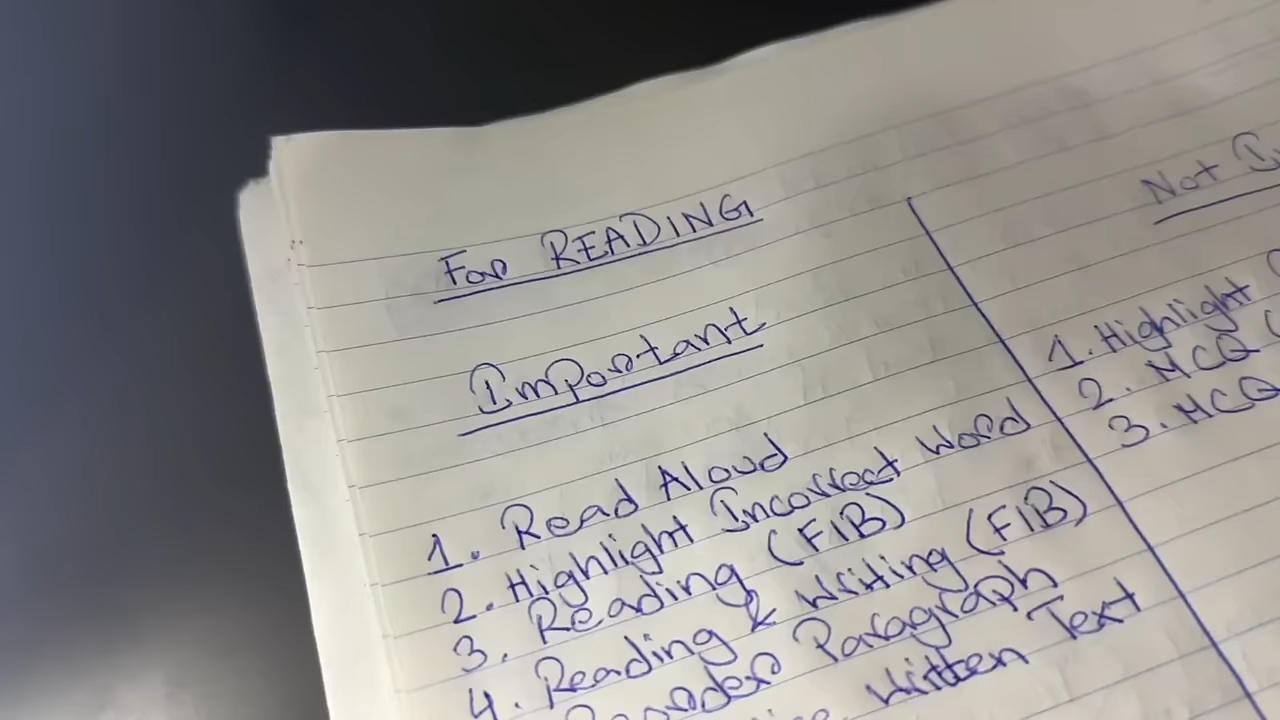 For READING
Important
1. Read Aloud
2. Highlight Incorrect Word
3. Reading (FIB)
4. Reading & Writing (FIB)
Paragraph
Written Text
Not
1. Highlight
2. MCQ (
3. MCQ